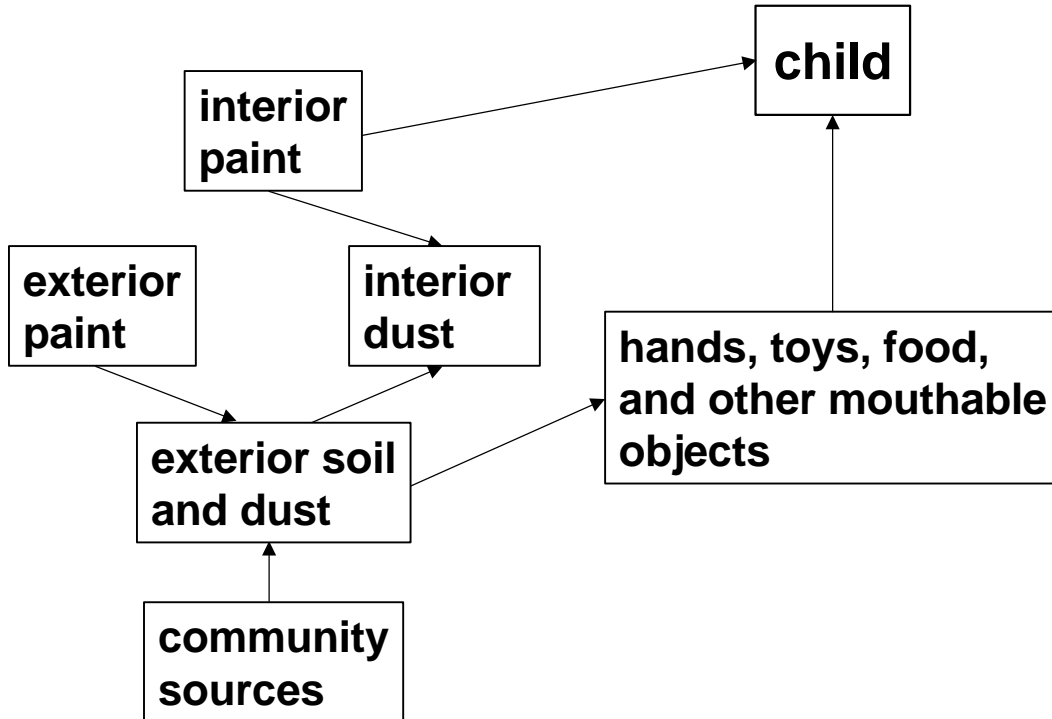 child
interior
paint
exterior
paint
interior
dust
hands, toys, food,
and other mouthable
objects
exterior soil
and dust
community
sources